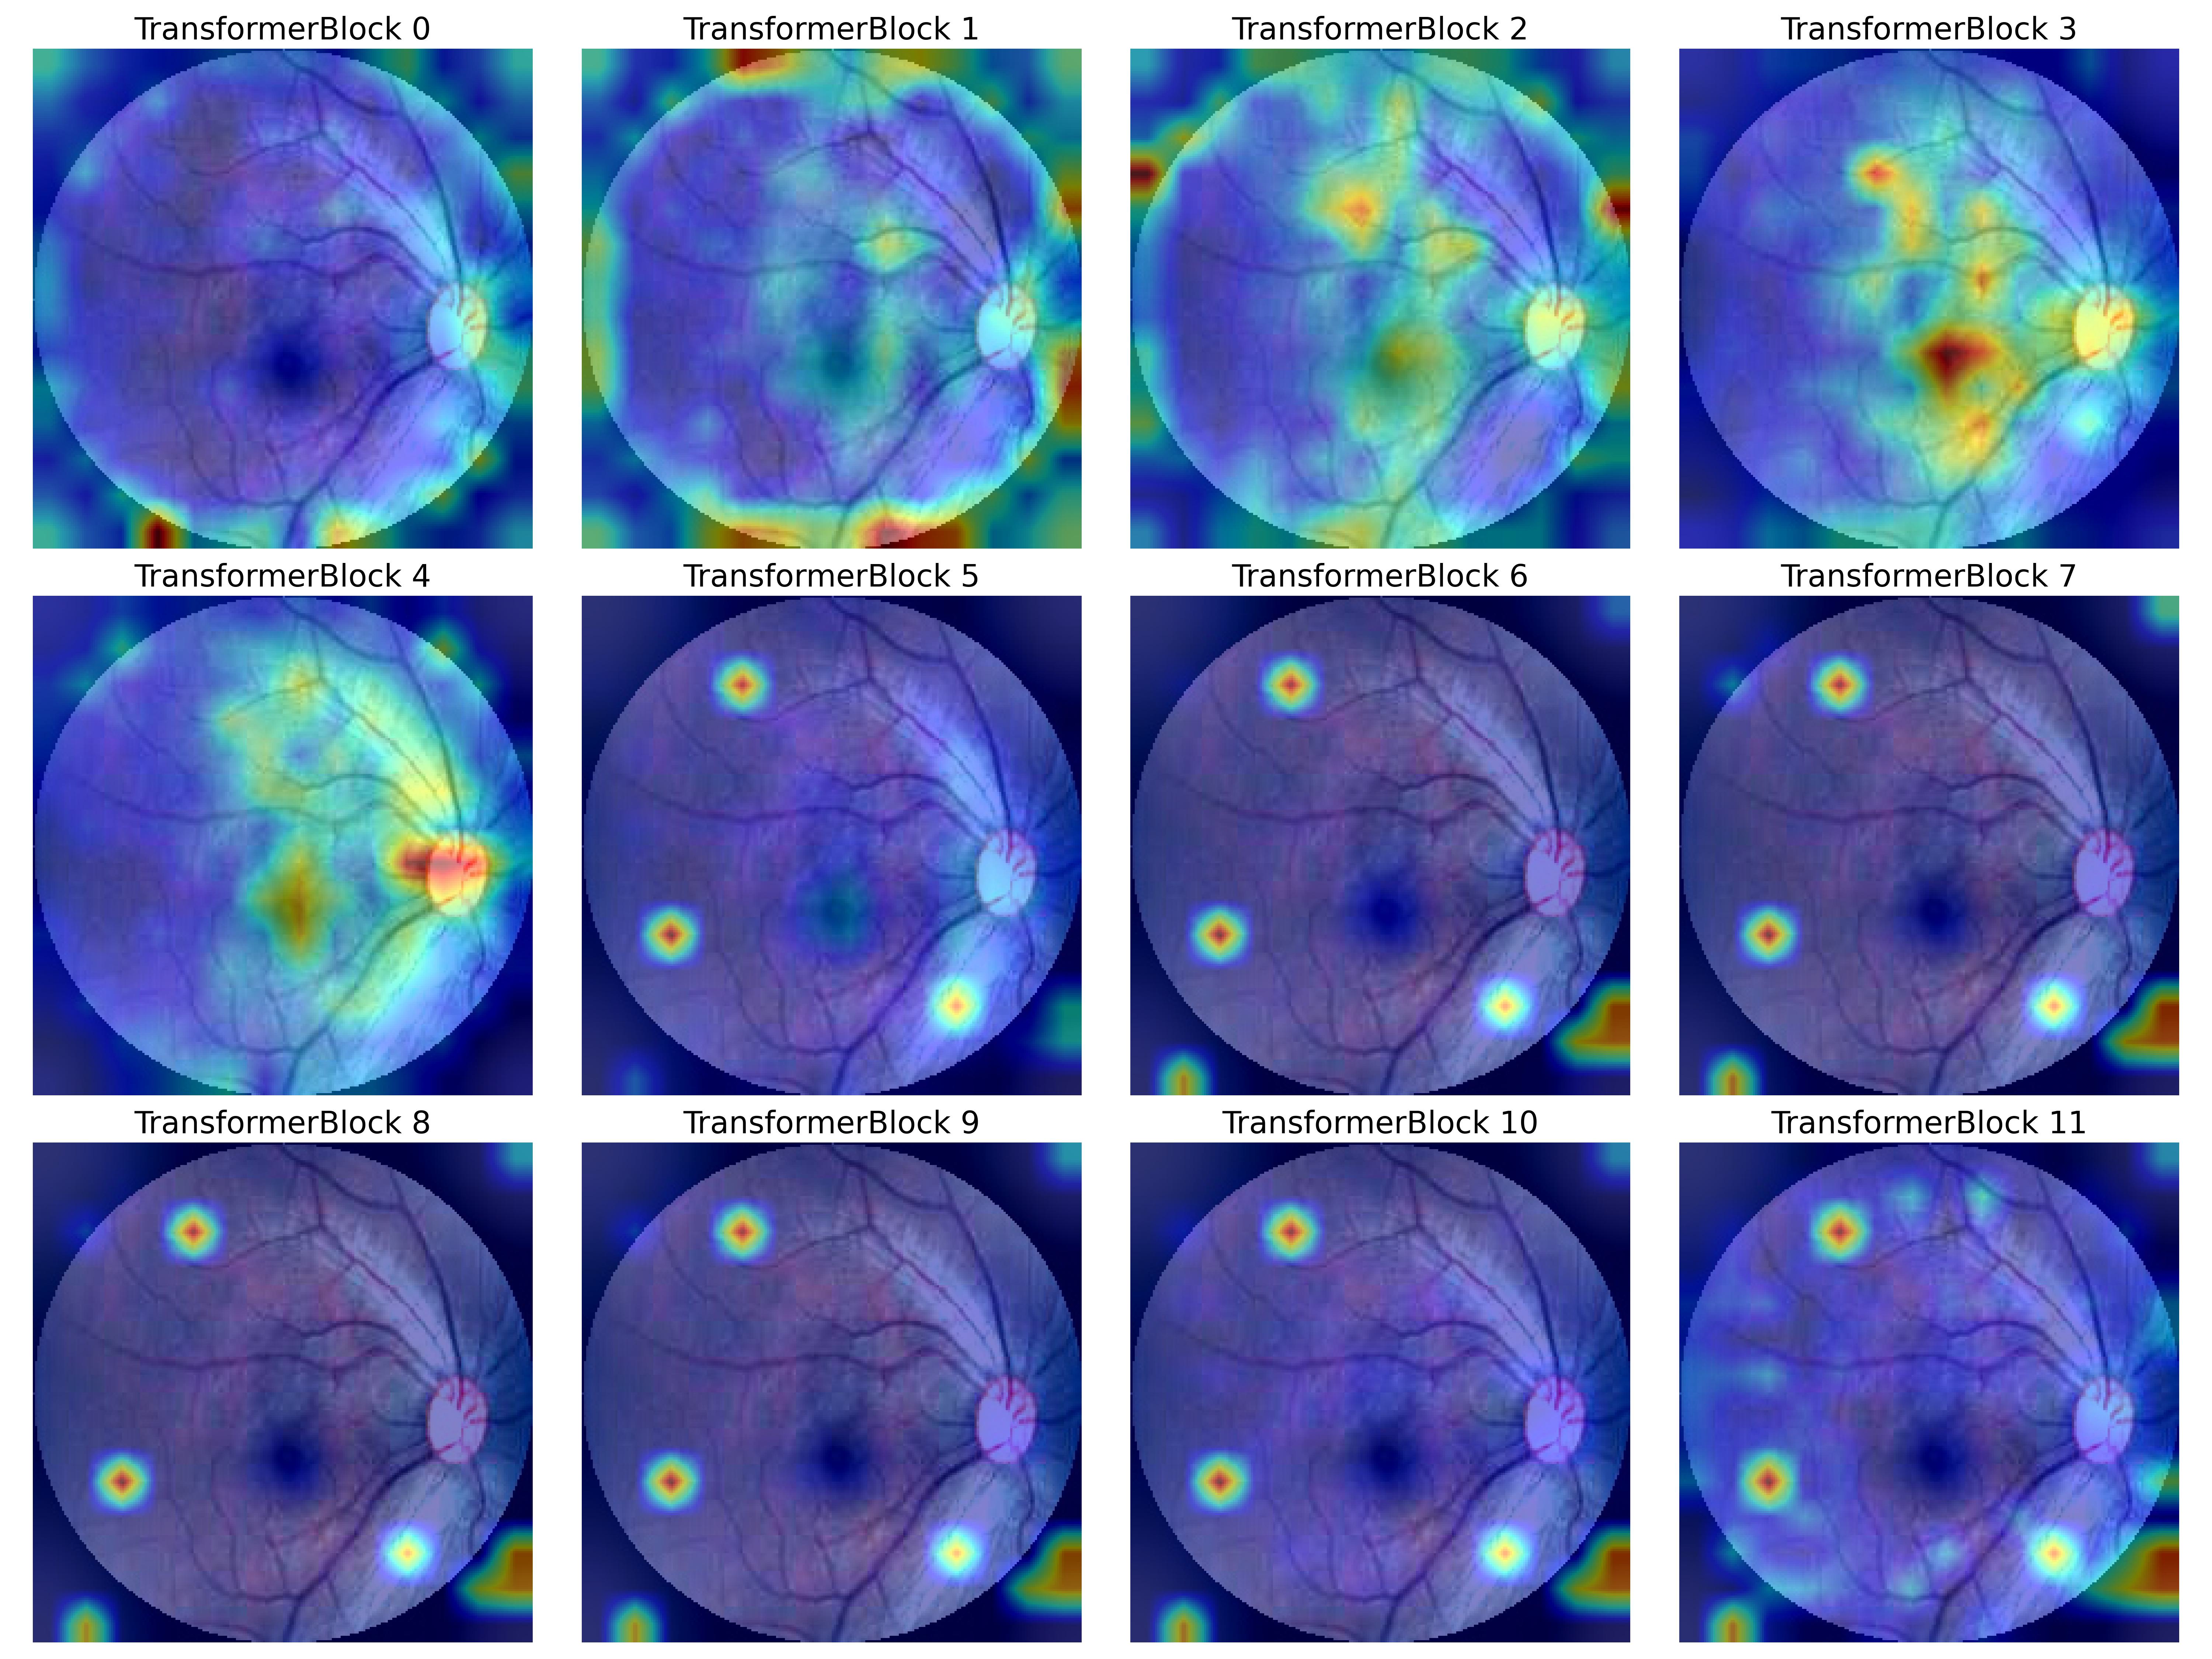 TransformerBlock 0
TransformerBlock 1
TransformerBlock 2
TransformerBlock 3
TransformerBlock 4
TransformerBlock 5
TransformerBlock 6
TransformerBlock 7
TransformerBlock 8
TransformerBlock 9
TransformerBlock 10
TransformerBlock 11